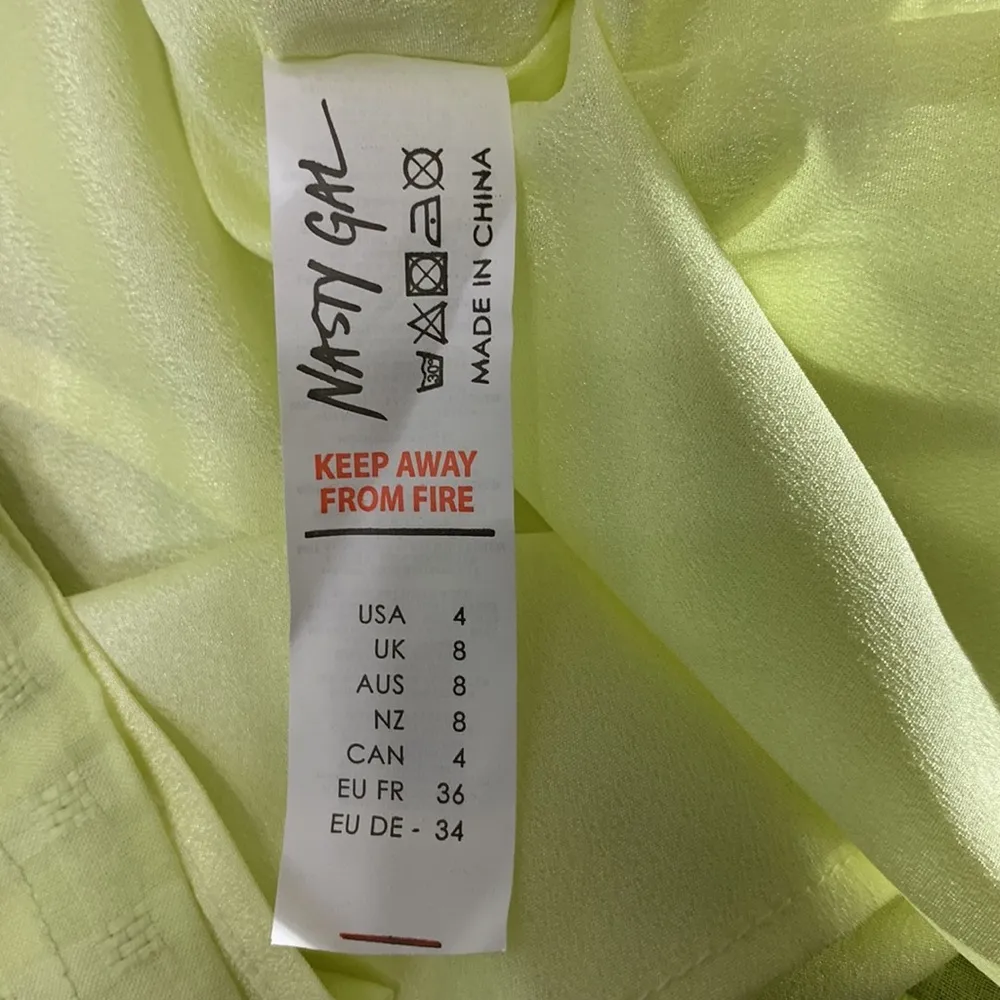 NASTY GAL
30°
MADE IN CHINA
KEEP AWAY
FROM FIRE
USA 4
UK 8
AUS 8
NZ 8
CAN 4
EU FR 36
EU DE - 34